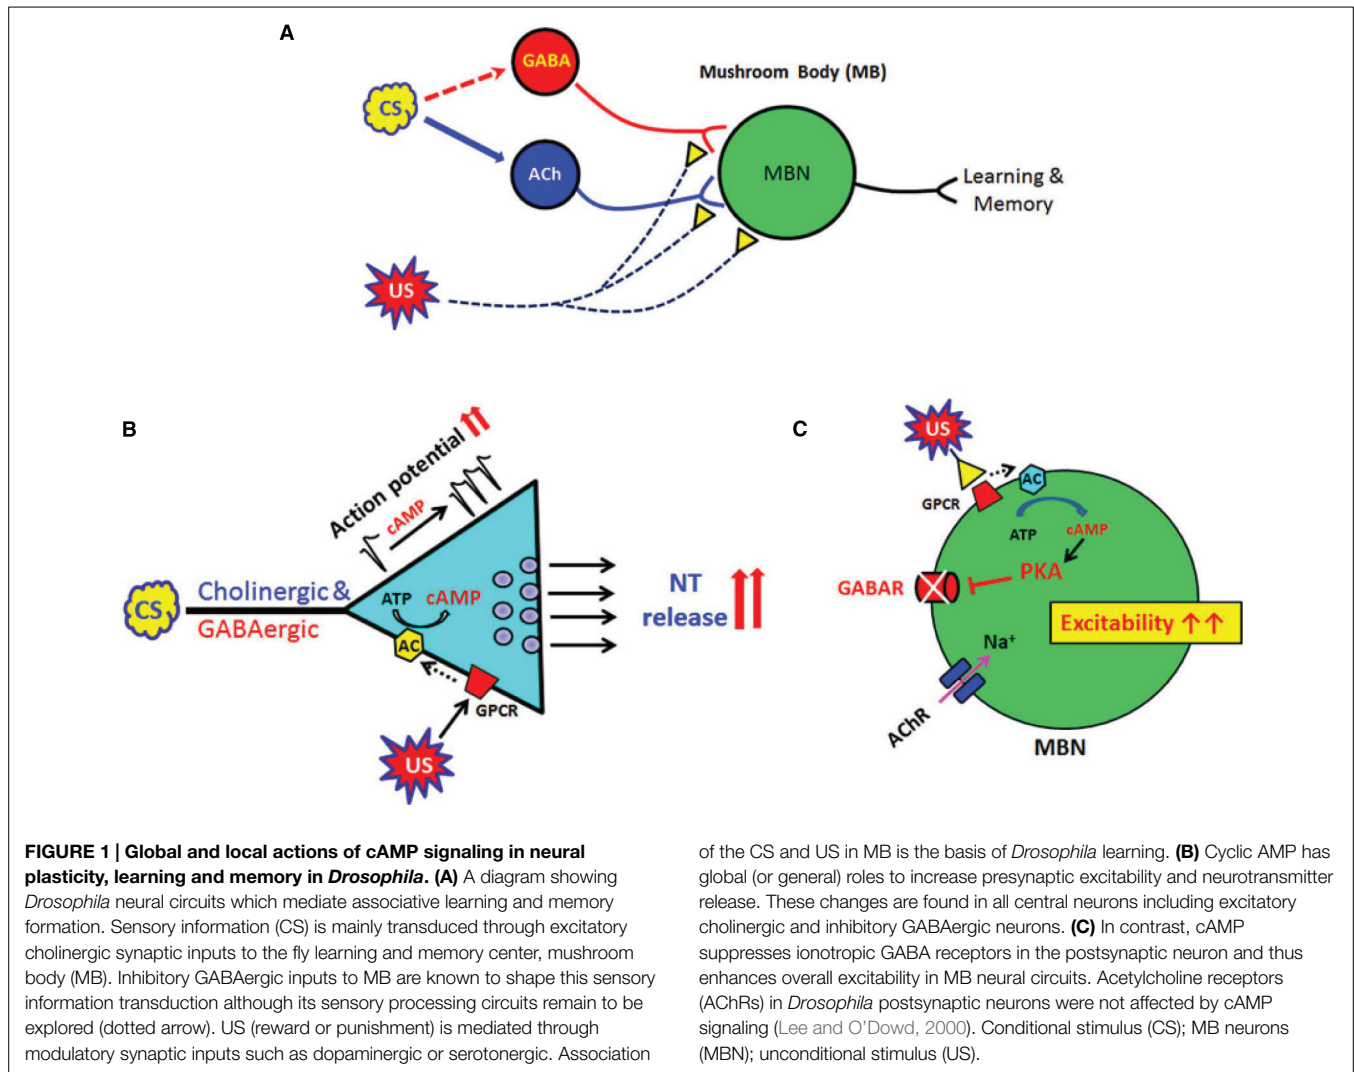 A
GABA
CS
ACh
US
Mushroom Body (MB)
MBN
Learning &
Memory
B
Action potential
cAMP
CS
Cholinergic &
GABAergic
ATP
cAMP
AC
GPCR
US
NT
release
C
US
GPCR
AC
ATP
cAMP
PKA
GABAR
Excitability ↑↑
Na⁺
AChR
MBN
FIGURE 1 | Global and local actions of cAMP signaling in neural
plasticity, learning and memory in Drosophila. (A) A diagram showing
Drosophila neural circuits which mediate associative learning and memory
formation. Sensory information (CS) is mainly transduced through excitatory
cholinergic synaptic inputs to the fly learning and memory center, mushroom
body (MB). Inhibitory GABAergic inputs to MB are known to shape this sensory
information transduction although its sensory processing circuits remain to be
explored (dotted arrow). US (reward or punishment) is mediated through
modulatory synaptic inputs such as dopaminergic or serotonergic. Association
of the CS and US in MB is the basis of Drosophila learning. (B) Cyclic AMP has
global (or general) roles to increase presynaptic excitability and neurotransmitter
release. These changes are found in all central neurons including excitatory
cholinergic and inhibitory GABAergic neurons. (C) In contrast, cAMP
suppresses ionotropic GABA receptors in the postsynaptic neuron and thus
enhances overall excitability in MB neural circuits. Acetylcholine receptors
(AChRs) in Drosophila postsynaptic neurons were not affected by cAMP
signaling (Lee and O'Dowd, 2000). Conditional stimulus (CS); MB neurons
(MBN); unconditional stimulus (US).